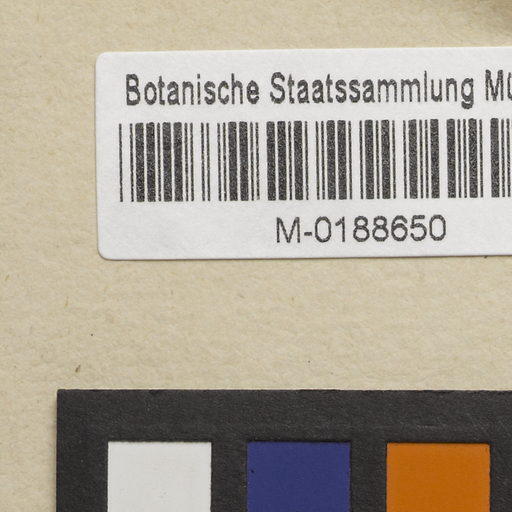 Botanische Staatssammlung Mü
M-0188650